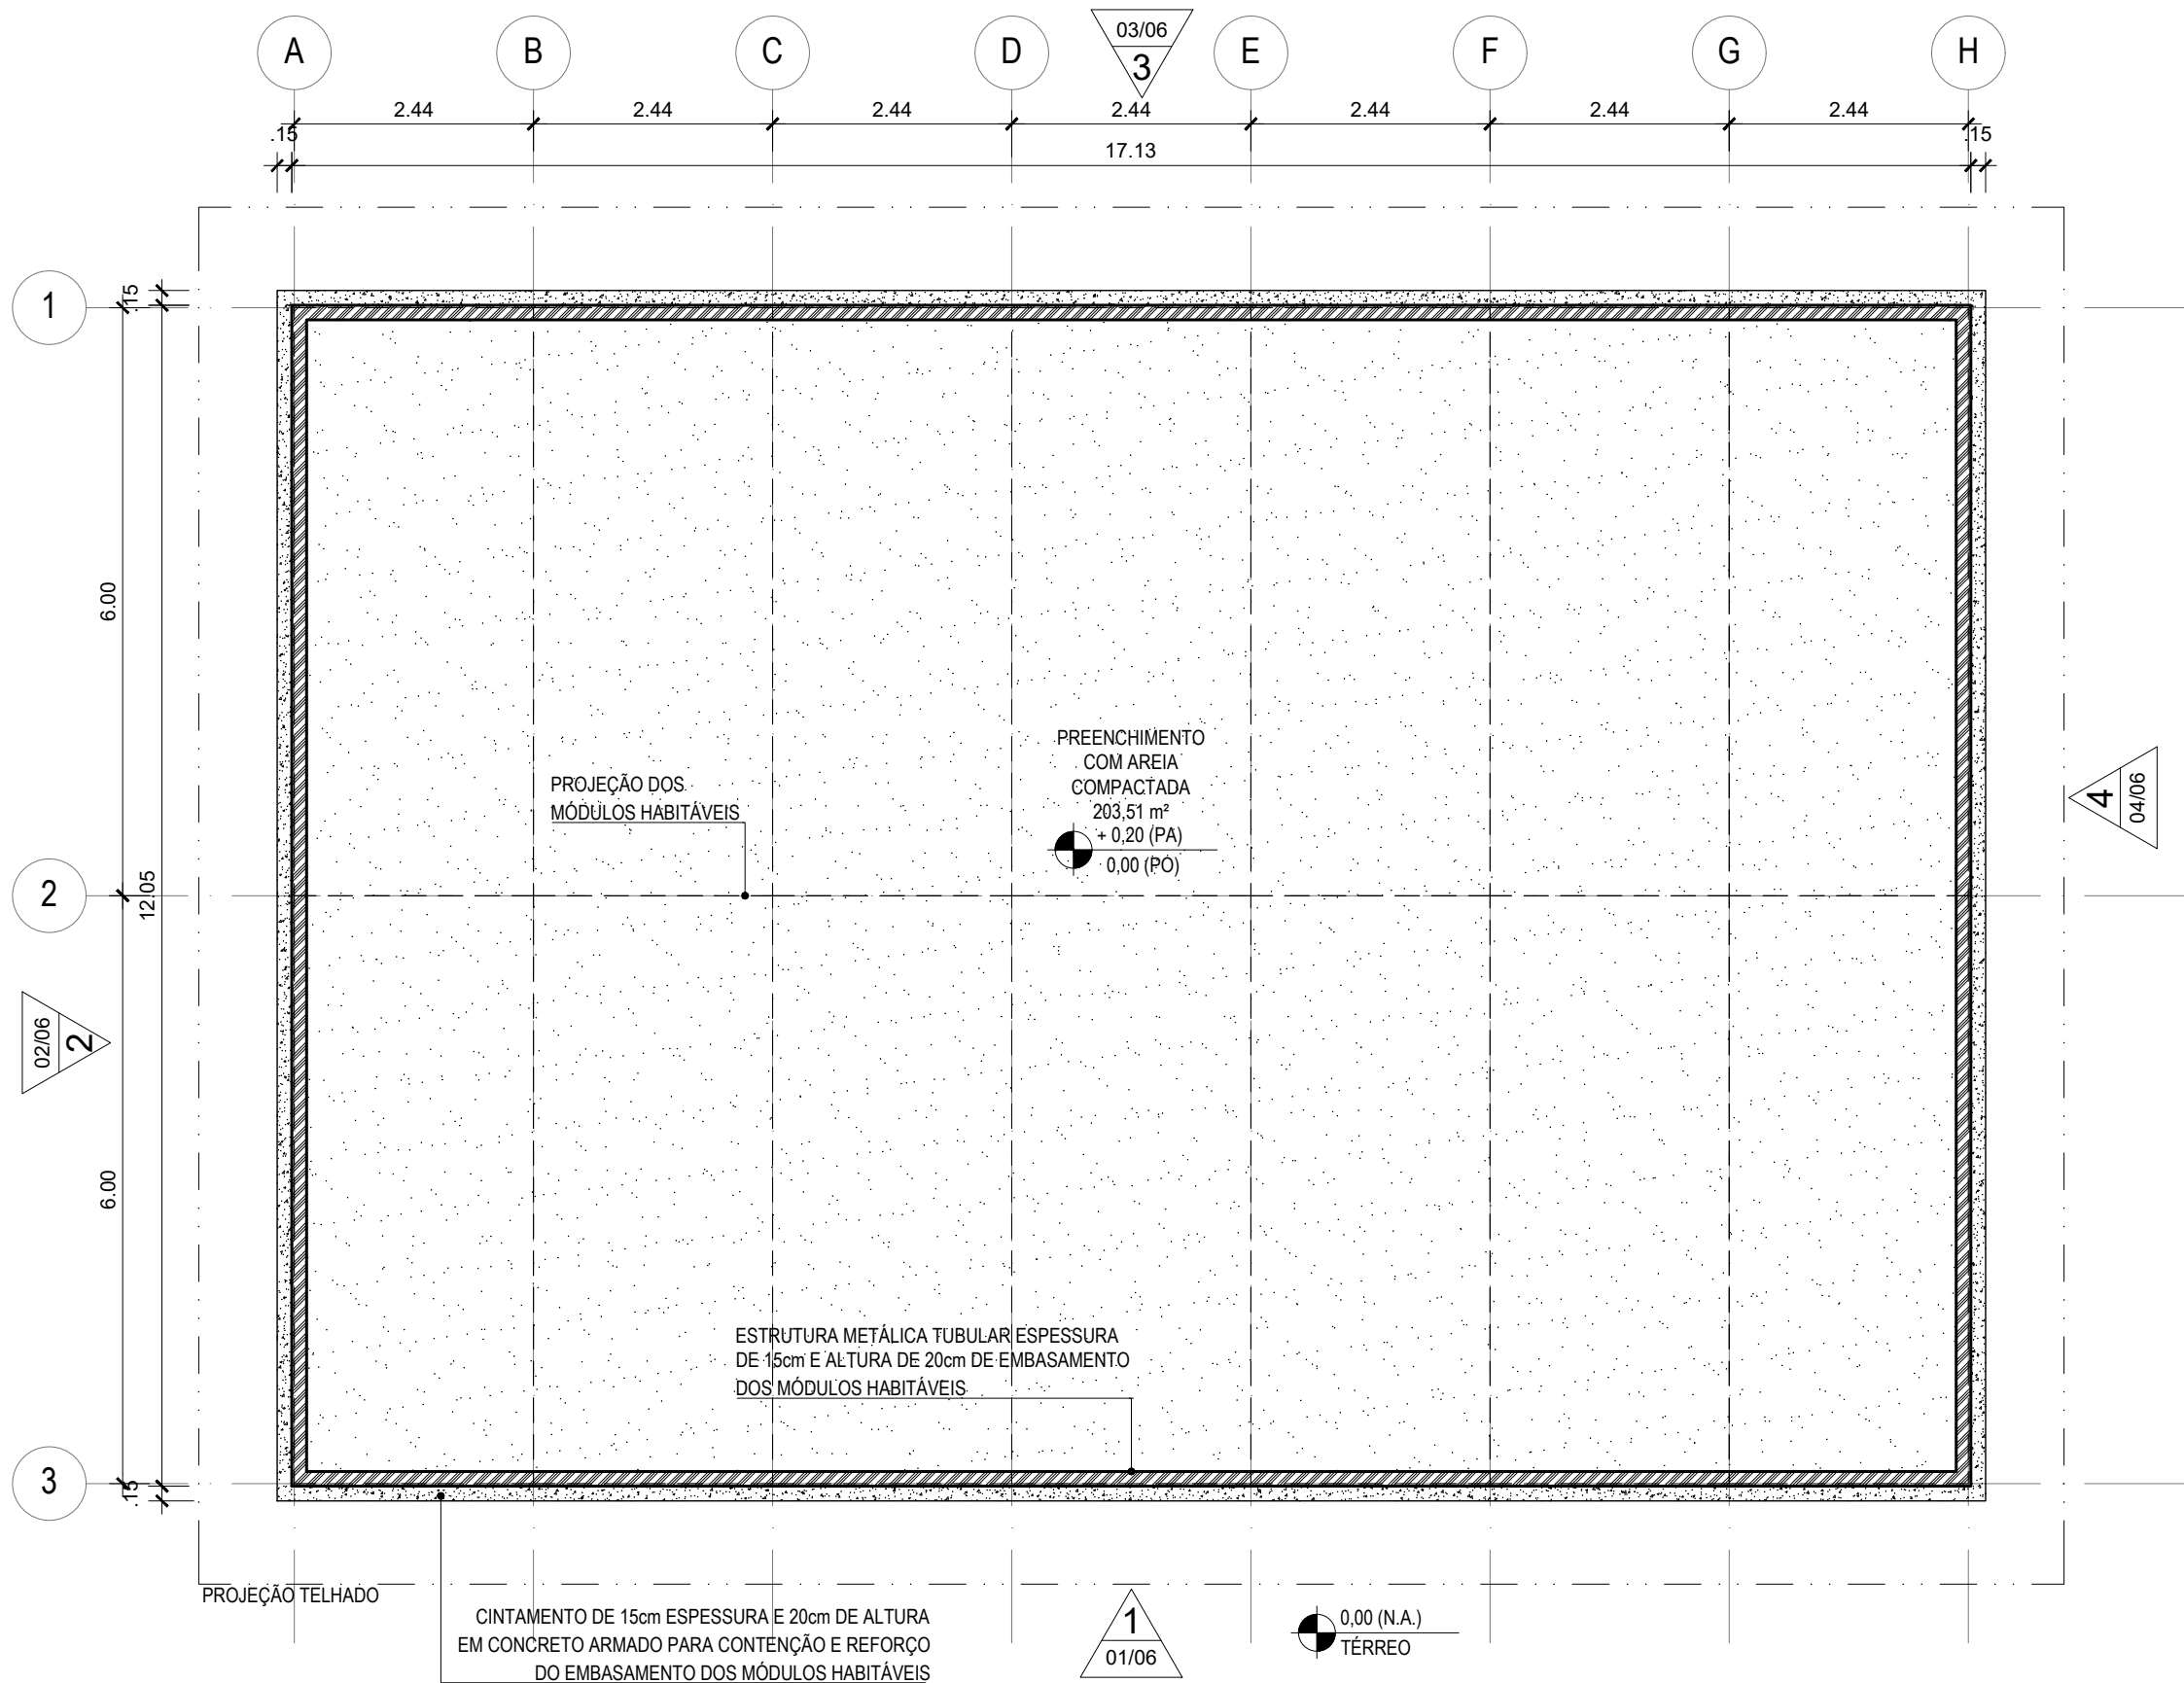 A
B
C
D
E
F
G
H
03/06
3
2.44
2.44
2.44
2.44
2.44
2.44
2.44
.15
17.13
.15
1
.15
6.00
PREENCHIMENTO
COM AREIA
COMPACTADA
203,51 m²
+ 0,20 (PA)
0,00 (PO)
PROJEÇÃO DOS
MÓDULOS HABITÁVEIS
4
04/06
2
12.05
02/06
2
6.00
ESTRUTURA METÁLICA TUBULAR ESPESSURA
DE 15cm E ALTURA DE 20cm DE EMBASAMENTO
DOS MÓDULOS HABITÁVEIS
3
.15
PROJEÇÃO TELHADO
CINTAMENTO DE 15cm ESPESSURA E 20cm DE ALTURA
EM CONCRETO ARMADO PARA CONTENÇÃO E REFORÇO
DO EMBASAMENTO DOS MÓDULOS HABITÁVEIS
1
01/06
0,00 (N.A.)
TÉRREO